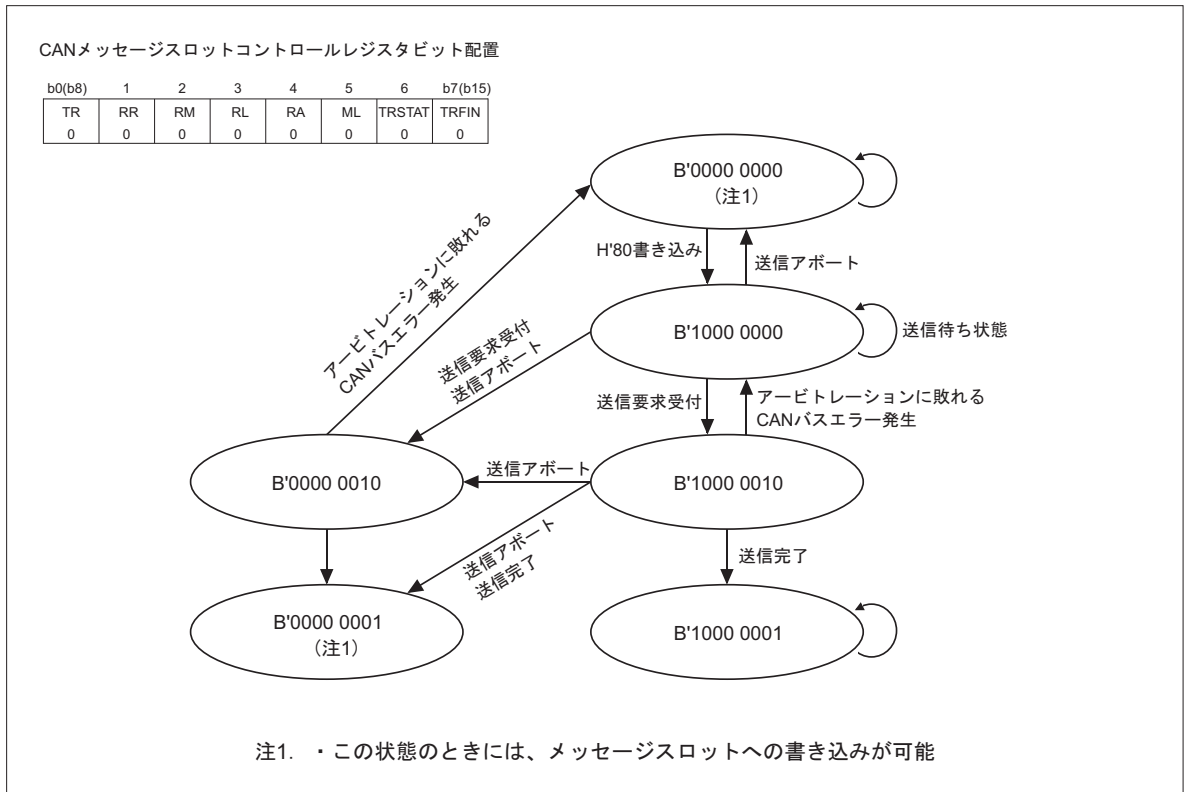 CANメッセージスロットコントロールレジスタビット配置
b0(b8) 1 2 3 4 5 6 b7(b15)
TR RR RM RL RA ML TRSTAT TRFIN
0 0 0 0 0 0 0 0
B'0000 0000
（注1）
H'80書き込み
送信アボート
アービトレーションに敗れる
CANバスエラー発生
B'1000 0000
送信待ち状態
送信要求受付
送信アボート
送信要求受付
アービトレーションに敗れる
CANバスエラー発生
B'0000 0010
送信アボート
B'1000 0010
送信アボート
送信完了
送信完了
B'0000 0001
（注1）
B'1000 0001
注1. ・この状態のときには、メッセージスロットへの書き込みが可能